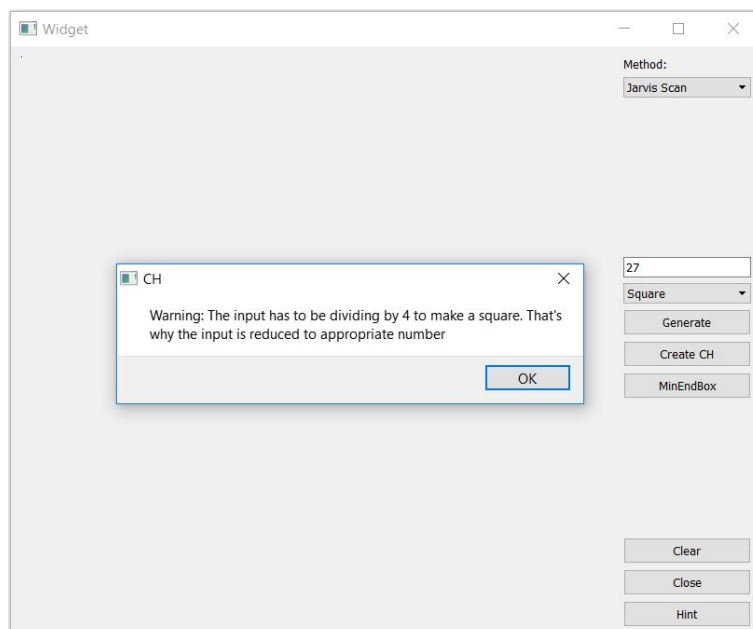 Widget
Method:
Jarvis Scan
CH
Warning: The input has to be dividing by 4 to make a square. That's
why the input is reduced to appropriate number
OK
27
Square
Generate
Create CH
MinEndBox
Clear
Close
Hint